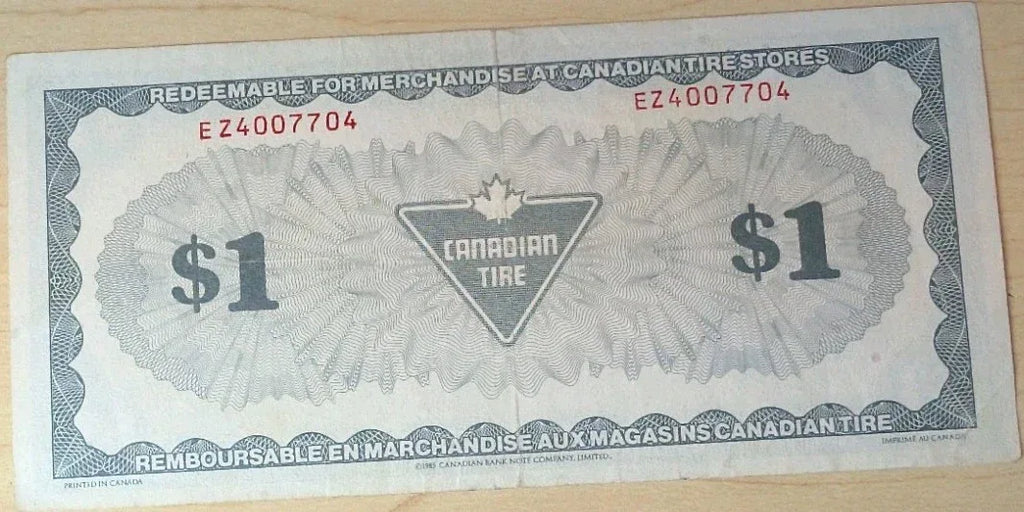 REDEEMABLE FOR MERCHANDISE AT CANADIAN TIRE STORES
EZ4007704
EZ4007704
$1
CANADIAN
TIRE
$1
REMBOURSABLE EN MARCHANDISE AUX MAGASINS CANADIAN TIRE
PRINTED IN CANADA
©1985 CANADIAN BANK NOTE COMPANY, LIMITED.
IMPRIMÉ AU CANADA